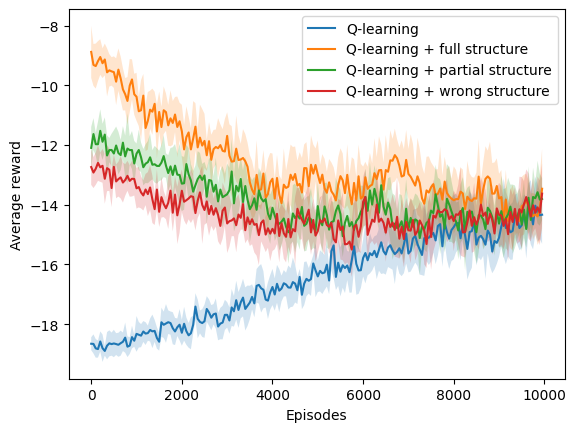 Q-learning
Q-learning + full structure
Q-learning + partial structure
Q-learning + wrong structure
Average reward
−8
−10
−12
−14
−16
−18
0 2000 4000 6000 8000 10000
Episodes